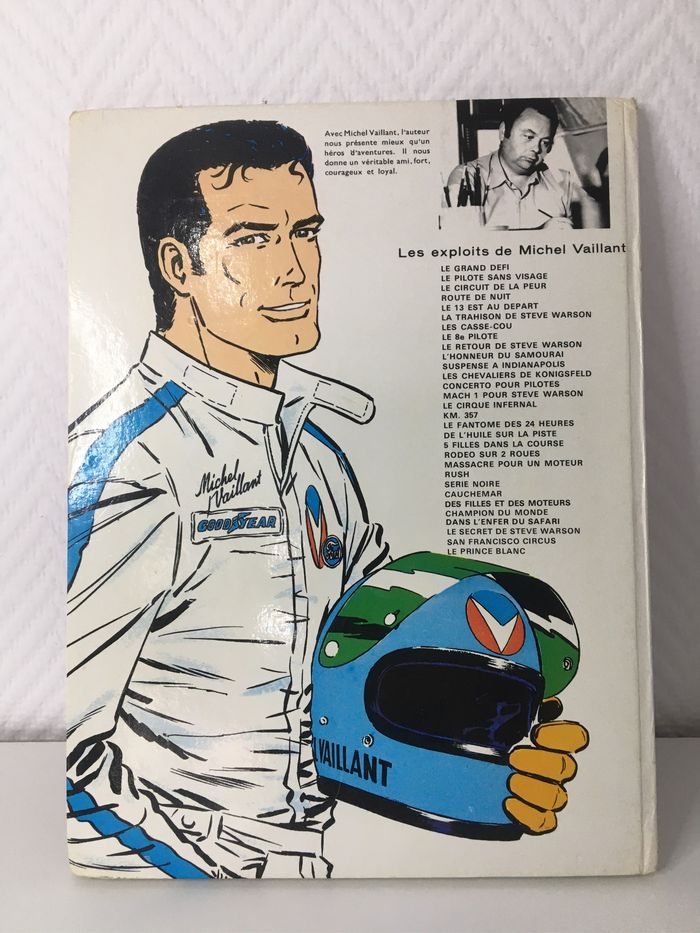 Avec Michel Vaillant, l'auteur
nous présente mieux qu'un
héros d'aventures. Il nous
donne un véritable ami, fort,
courageux et loyal.
Les exploits de Michel Vaillant
LE GRAND DEFI
LE PILOTE SANS VISAGE
LE CIRCUIT DE LA PEUR
ROUTE DE NUIT
LE 13 EST AU DEPART
LA TRAHISON DE STEVE WARSON
LES CASSE-COU
LE 8e PILOTE
LE RETOUR DE STEVE WARSON
L'HONNEUR DU SAMOURAI
SUSPENSE A INDIANAPOLIS
LES CHEVALIERS DE KONIGSFELD
CONCERTO POUR PILOTES
MACH 1 POUR STEVE WARSON
LE CIRQUE INFERNAL
KM. 357
LE FANTOME DES 24 HEURES
DE L'HUILE SUR LA PISTE
5 FILLES DANS LA COURSE
RODEO SUR 2 ROUES
MASSACRE POUR UN MOTEUR
RUSH
SERIE NOIRE
CAUCHEMAR
DES FILLES ET DES MOTEURS
CHAMPION DU MONDE
DANS L'ENFER DU SAFARI
LE SECRET DE STEVE WARSON
SAN FRANCISCO CIRCUS
LE PRINCE BLANC
Michel
Vaillant
GOODYEAR
VAILLANT